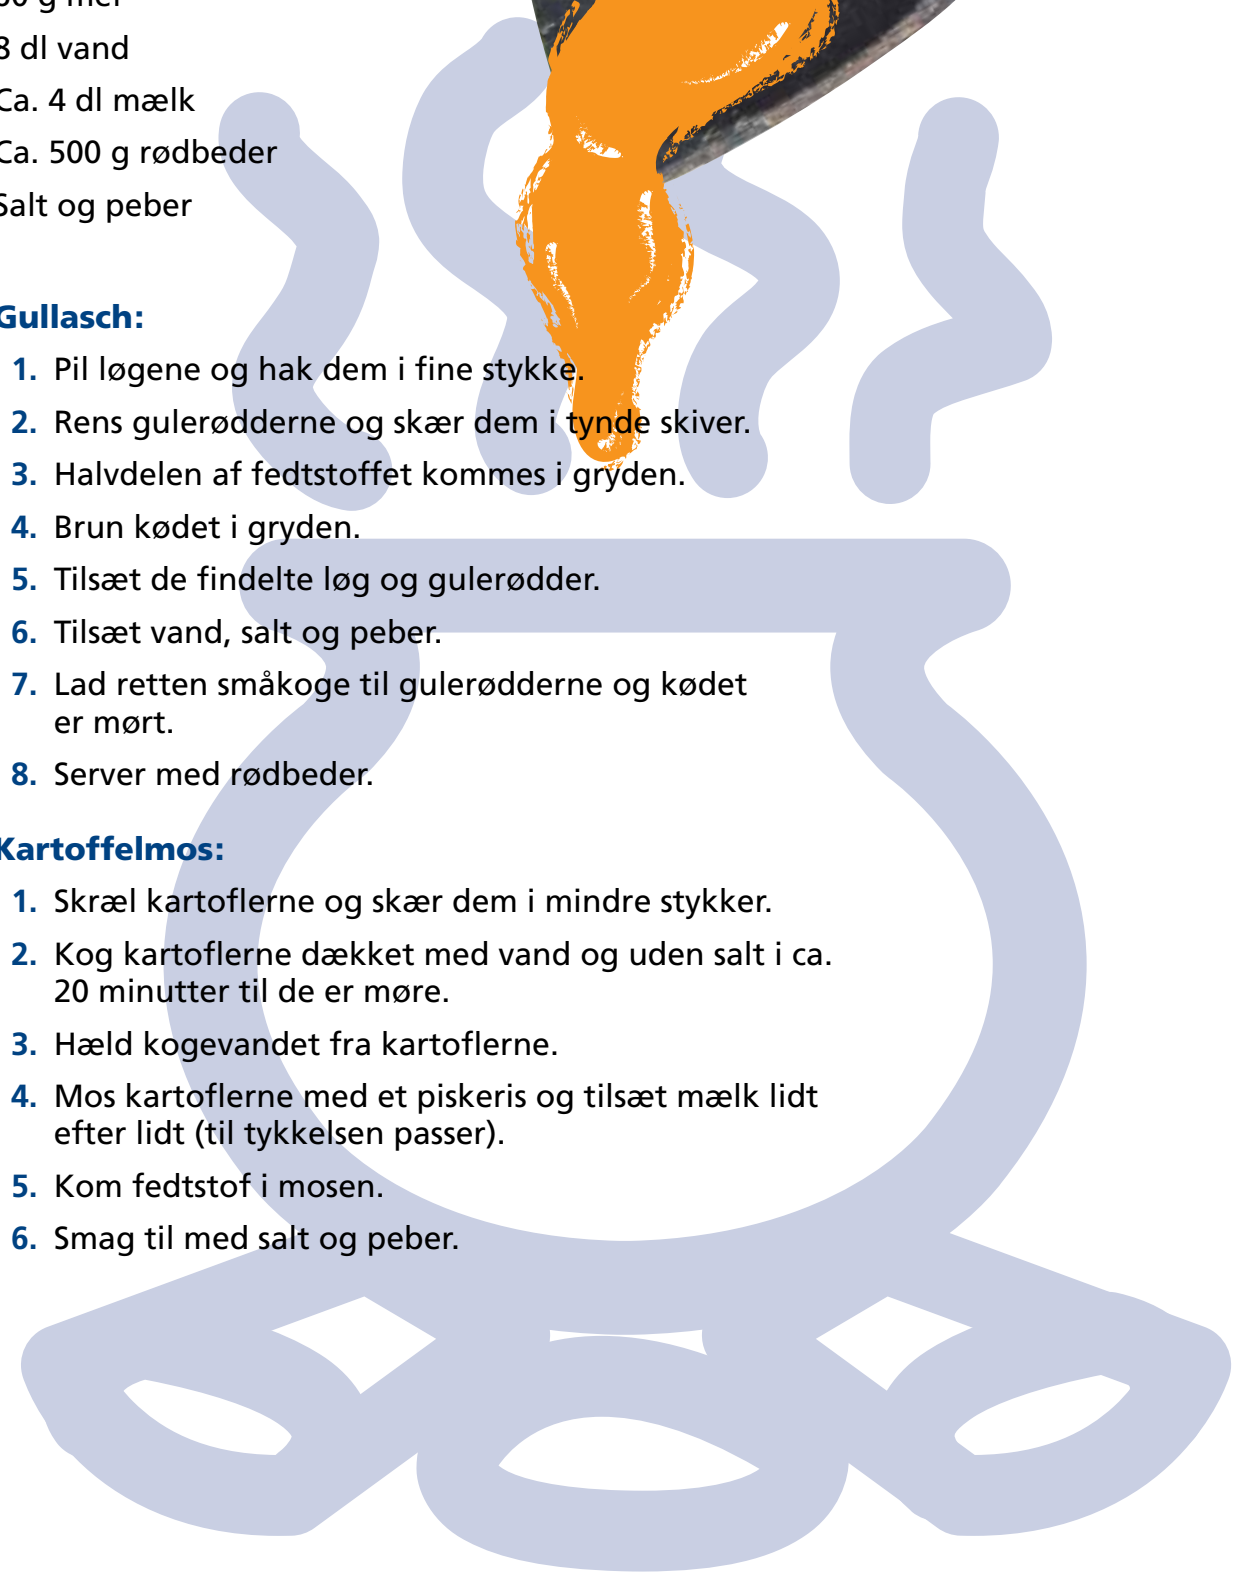 8 dl vand
Ca. 4 dl mælk
Ca. 500 g rødbeder
Salt og peber
Gullasch:
1. Pil løgene og hak dem i fine stykke.
2. Rens gulerødderne og skær dem i tynde skiver.
3. Halvdelen af fedtstoffet kommes i gryden.
4. Brun kødet i gryden.
5. Tilsæt de findelte løg og gulerødder.
6. Tilsæt vand, salt og peber.
7. Lad retten småkoge til gulerødderne og kødet
er mørt.
8. Server med rødbeder.
Kartoffelmos:
1. Skræl kartoflerne og skær dem i mindre stykker.
2. Kog kartoflerne dækket med vand og uden salt i ca.
20 minutter til de er møre.
3. Hæld kogevandet fra kartoflerne.
4. Mos kartoflerne med et piskeris og tilsæt mælk lidt
efter lidt (til tykkelsen passer).
5. Kom fedtstof i mosen.
6. Smag til med salt og peber.